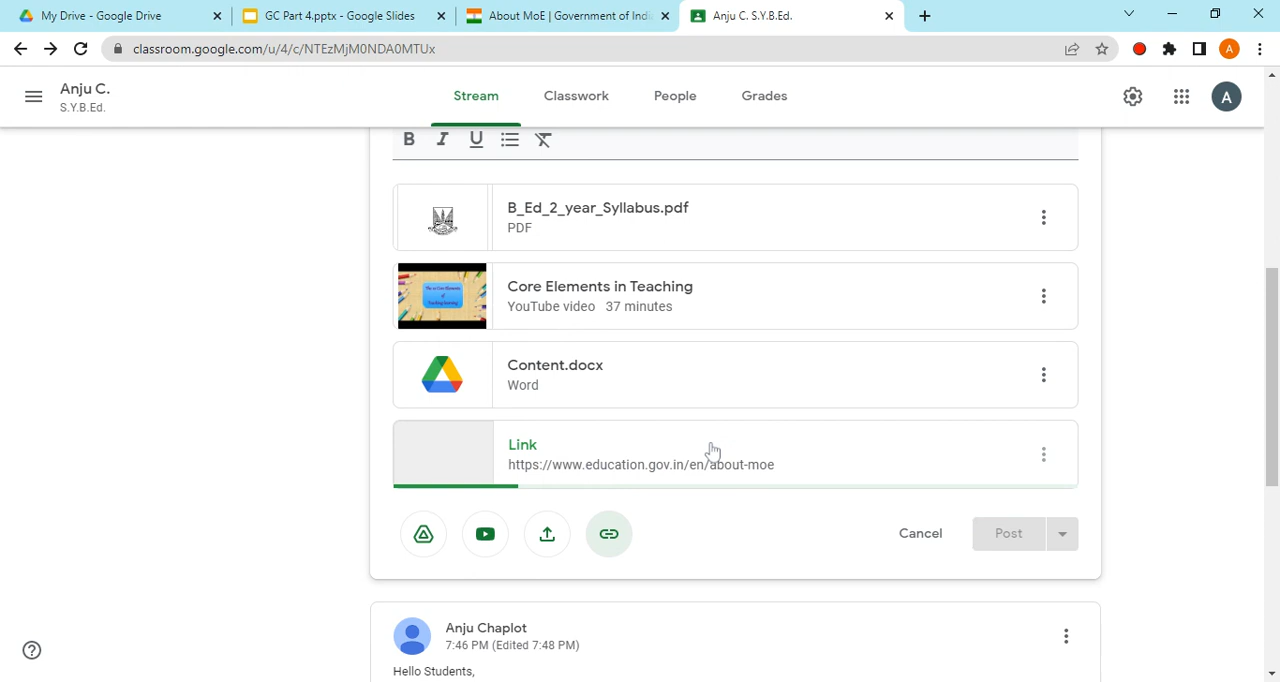 My Drive - Google Drive
GC Part 4.pptx - Google Slides
About MoE | Government of Indi
Anju C. S.Y.B.Ed.
classroom.google.com/u/4/c/NTEzMjM0NDA0MTUx
A
Anju C.
S.Y.B.Ed.
Stream
Classwork
People
Grades
A
B I U
B_Ed_2_year_Syllabus.pdf
PDF
Core Elements in Teaching
YouTube video 37 minutes
Content.docx
Word
Link
https://www.education.gov.in/en/about-moe
Cancel
Post
Anju Chaplot
7:46 PM (Edited 7:48 PM)
Hello Students,